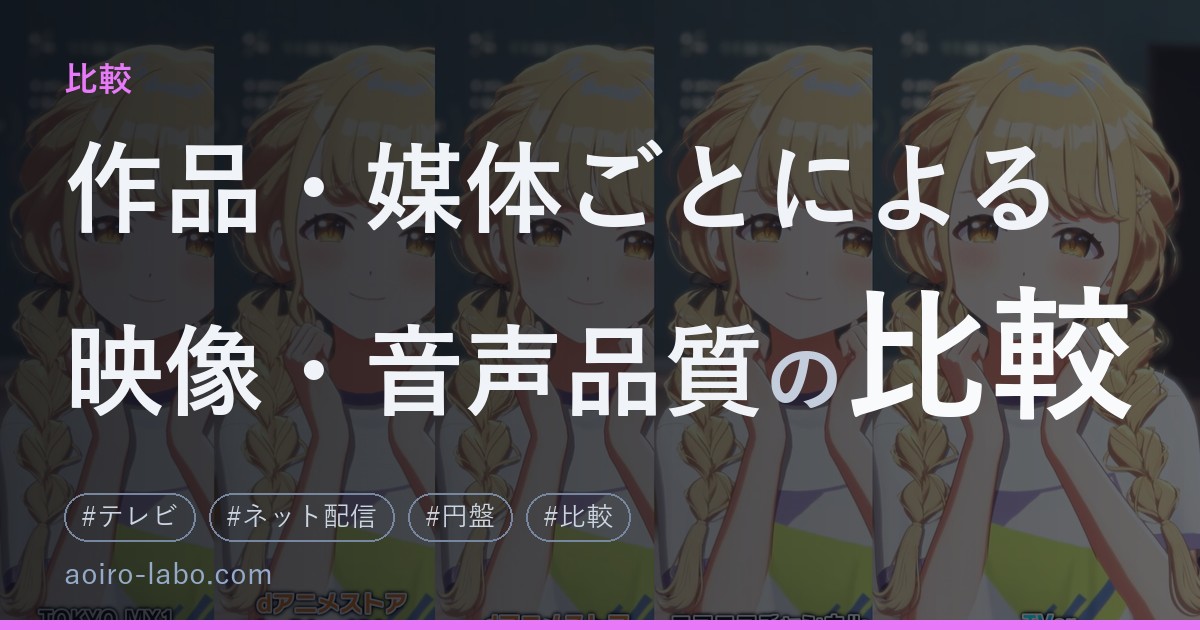 比較
作品・媒体ごとによる
映像・音声品質の比較
#テレビ #ネット配信 #円盤 #比較
aoiro-labo.com
TOKYO MX1
dアニメストア